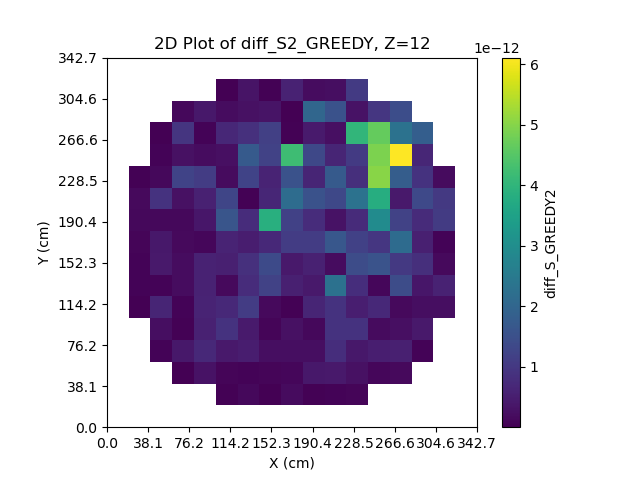 2D Plot of diff_S2_GREEDY, Z=12
1e−12
342.7
304.6
266.6
228.5
190.4
152.3
114.2
76.2
38.1
0.0
Y (cm)
0.0 38.1 76.2 114.2 152.3 190.4 228.5 266.6 304.6 342.7
X (cm)
6
5
4
3
2
1
diff_S_GREEDY2